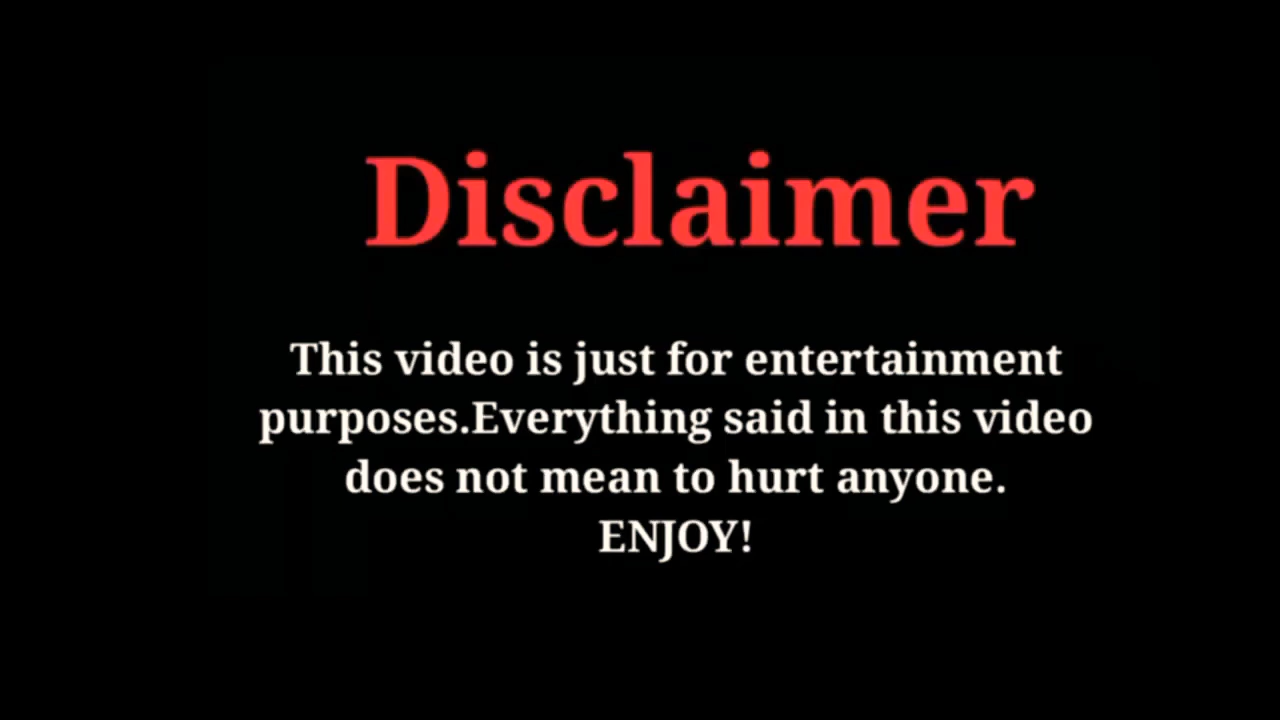 Disclaimer
This video is just for entertainment
purposes.Everything said in this video
does not mean to hurt anyone.
ENJOY!